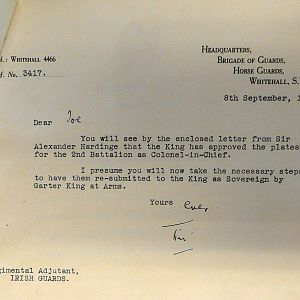 HEADQUARTERS,
BRIGADE OF GUARDS,
HORSE GUARDS,
WHITEHALL, S.
L.: WHITEHALL 4466
d. No. 3417.
8th September, 1
Dear Joe
You will see by the enclosed letter from Sir
Alexander Hardinge that the King has approved the plates
for the 2nd Battalion as Colonel-in-Chief.
I presume you will now take the necessary steps
to have them re-submitted to the King as Sovereign by
Garter King at Arms.
Yours ever,
gimental Adjutant,
IRISH GUARDS.